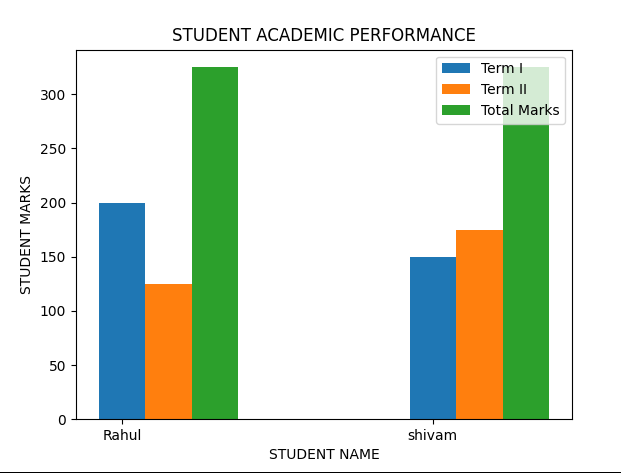 STUDENT ACADEMIC PERFORMANCE
Term I
Term II
Total Marks
STUDENT MARKS
300
250
200
150
100
50
0
Rahul shivam
STUDENT NAME